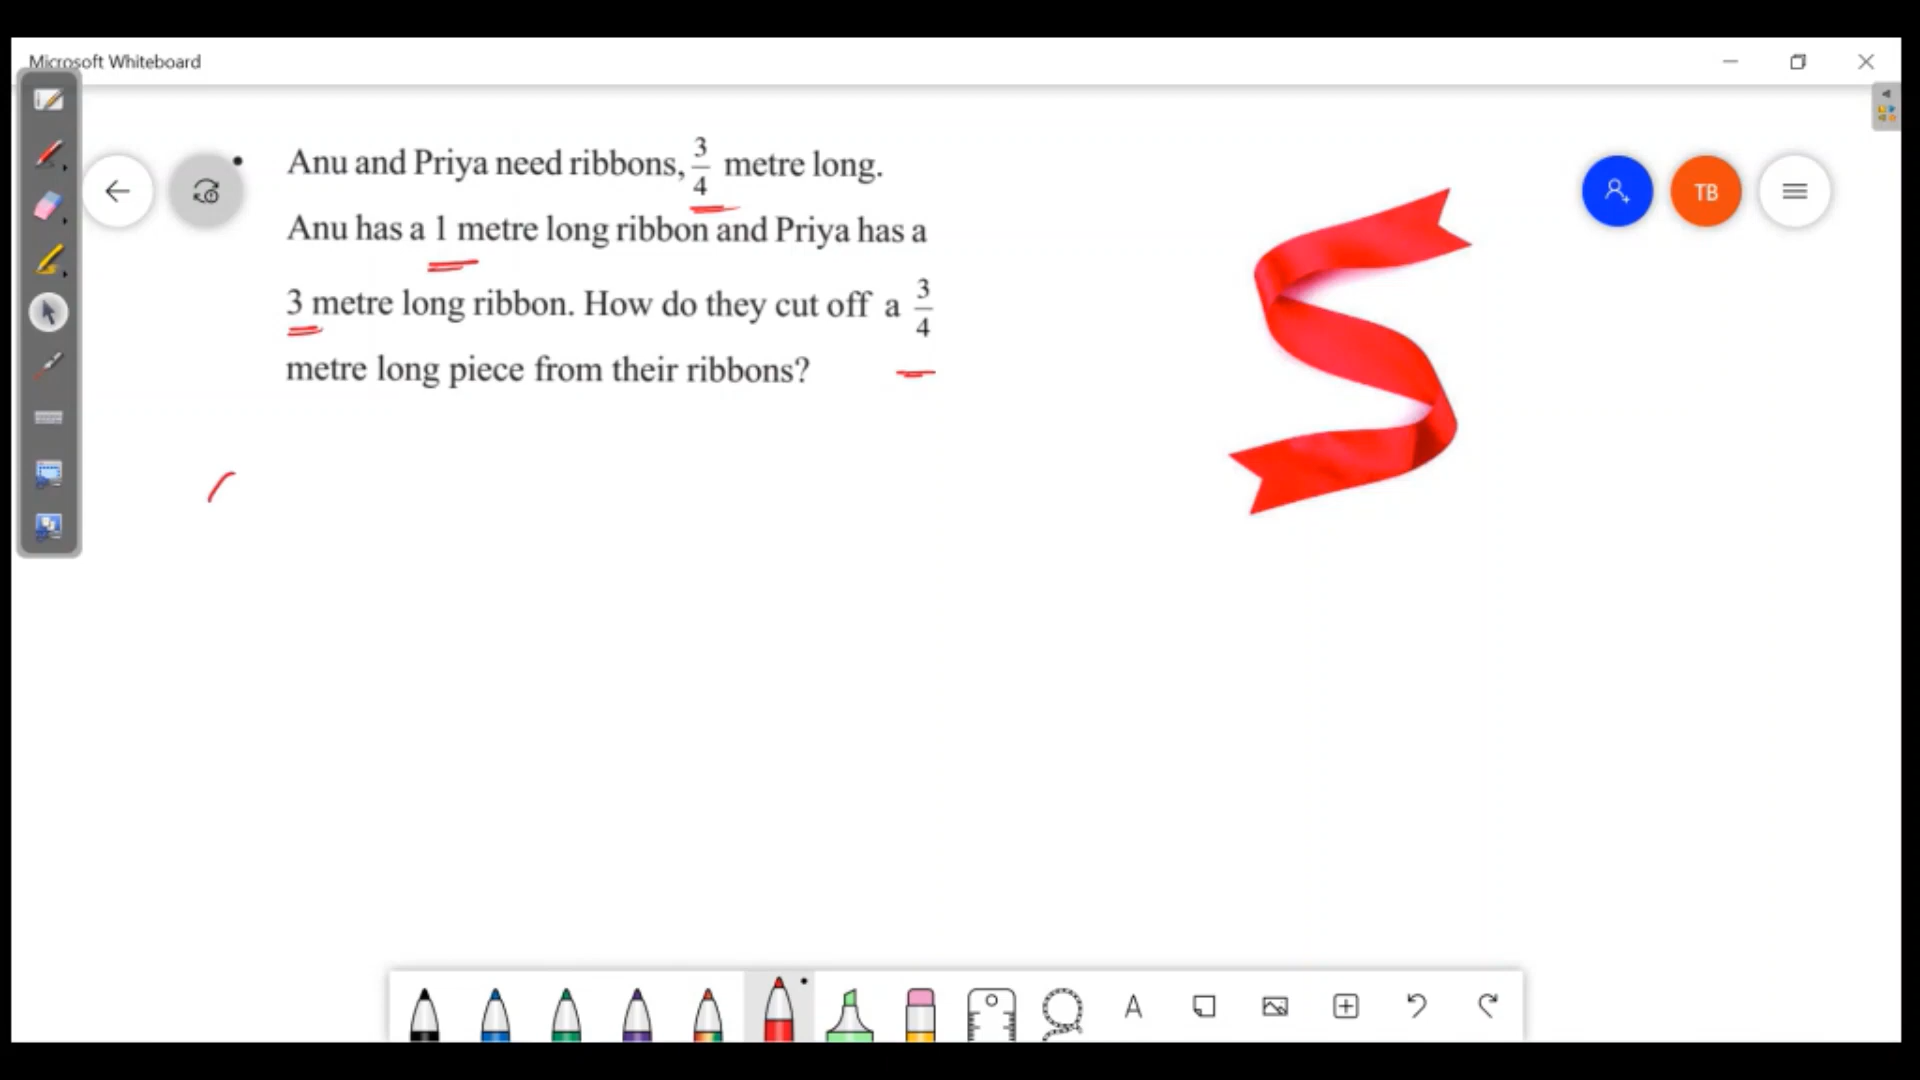 Microsoft Whiteboard
Anu and Priya need ribbons, 3/4 metre long.
TB
Anu has a 1 metre long ribbon and Priya has a
3 metre long ribbon. How do they cut off a 3/4
metre long piece from their ribbons?
A